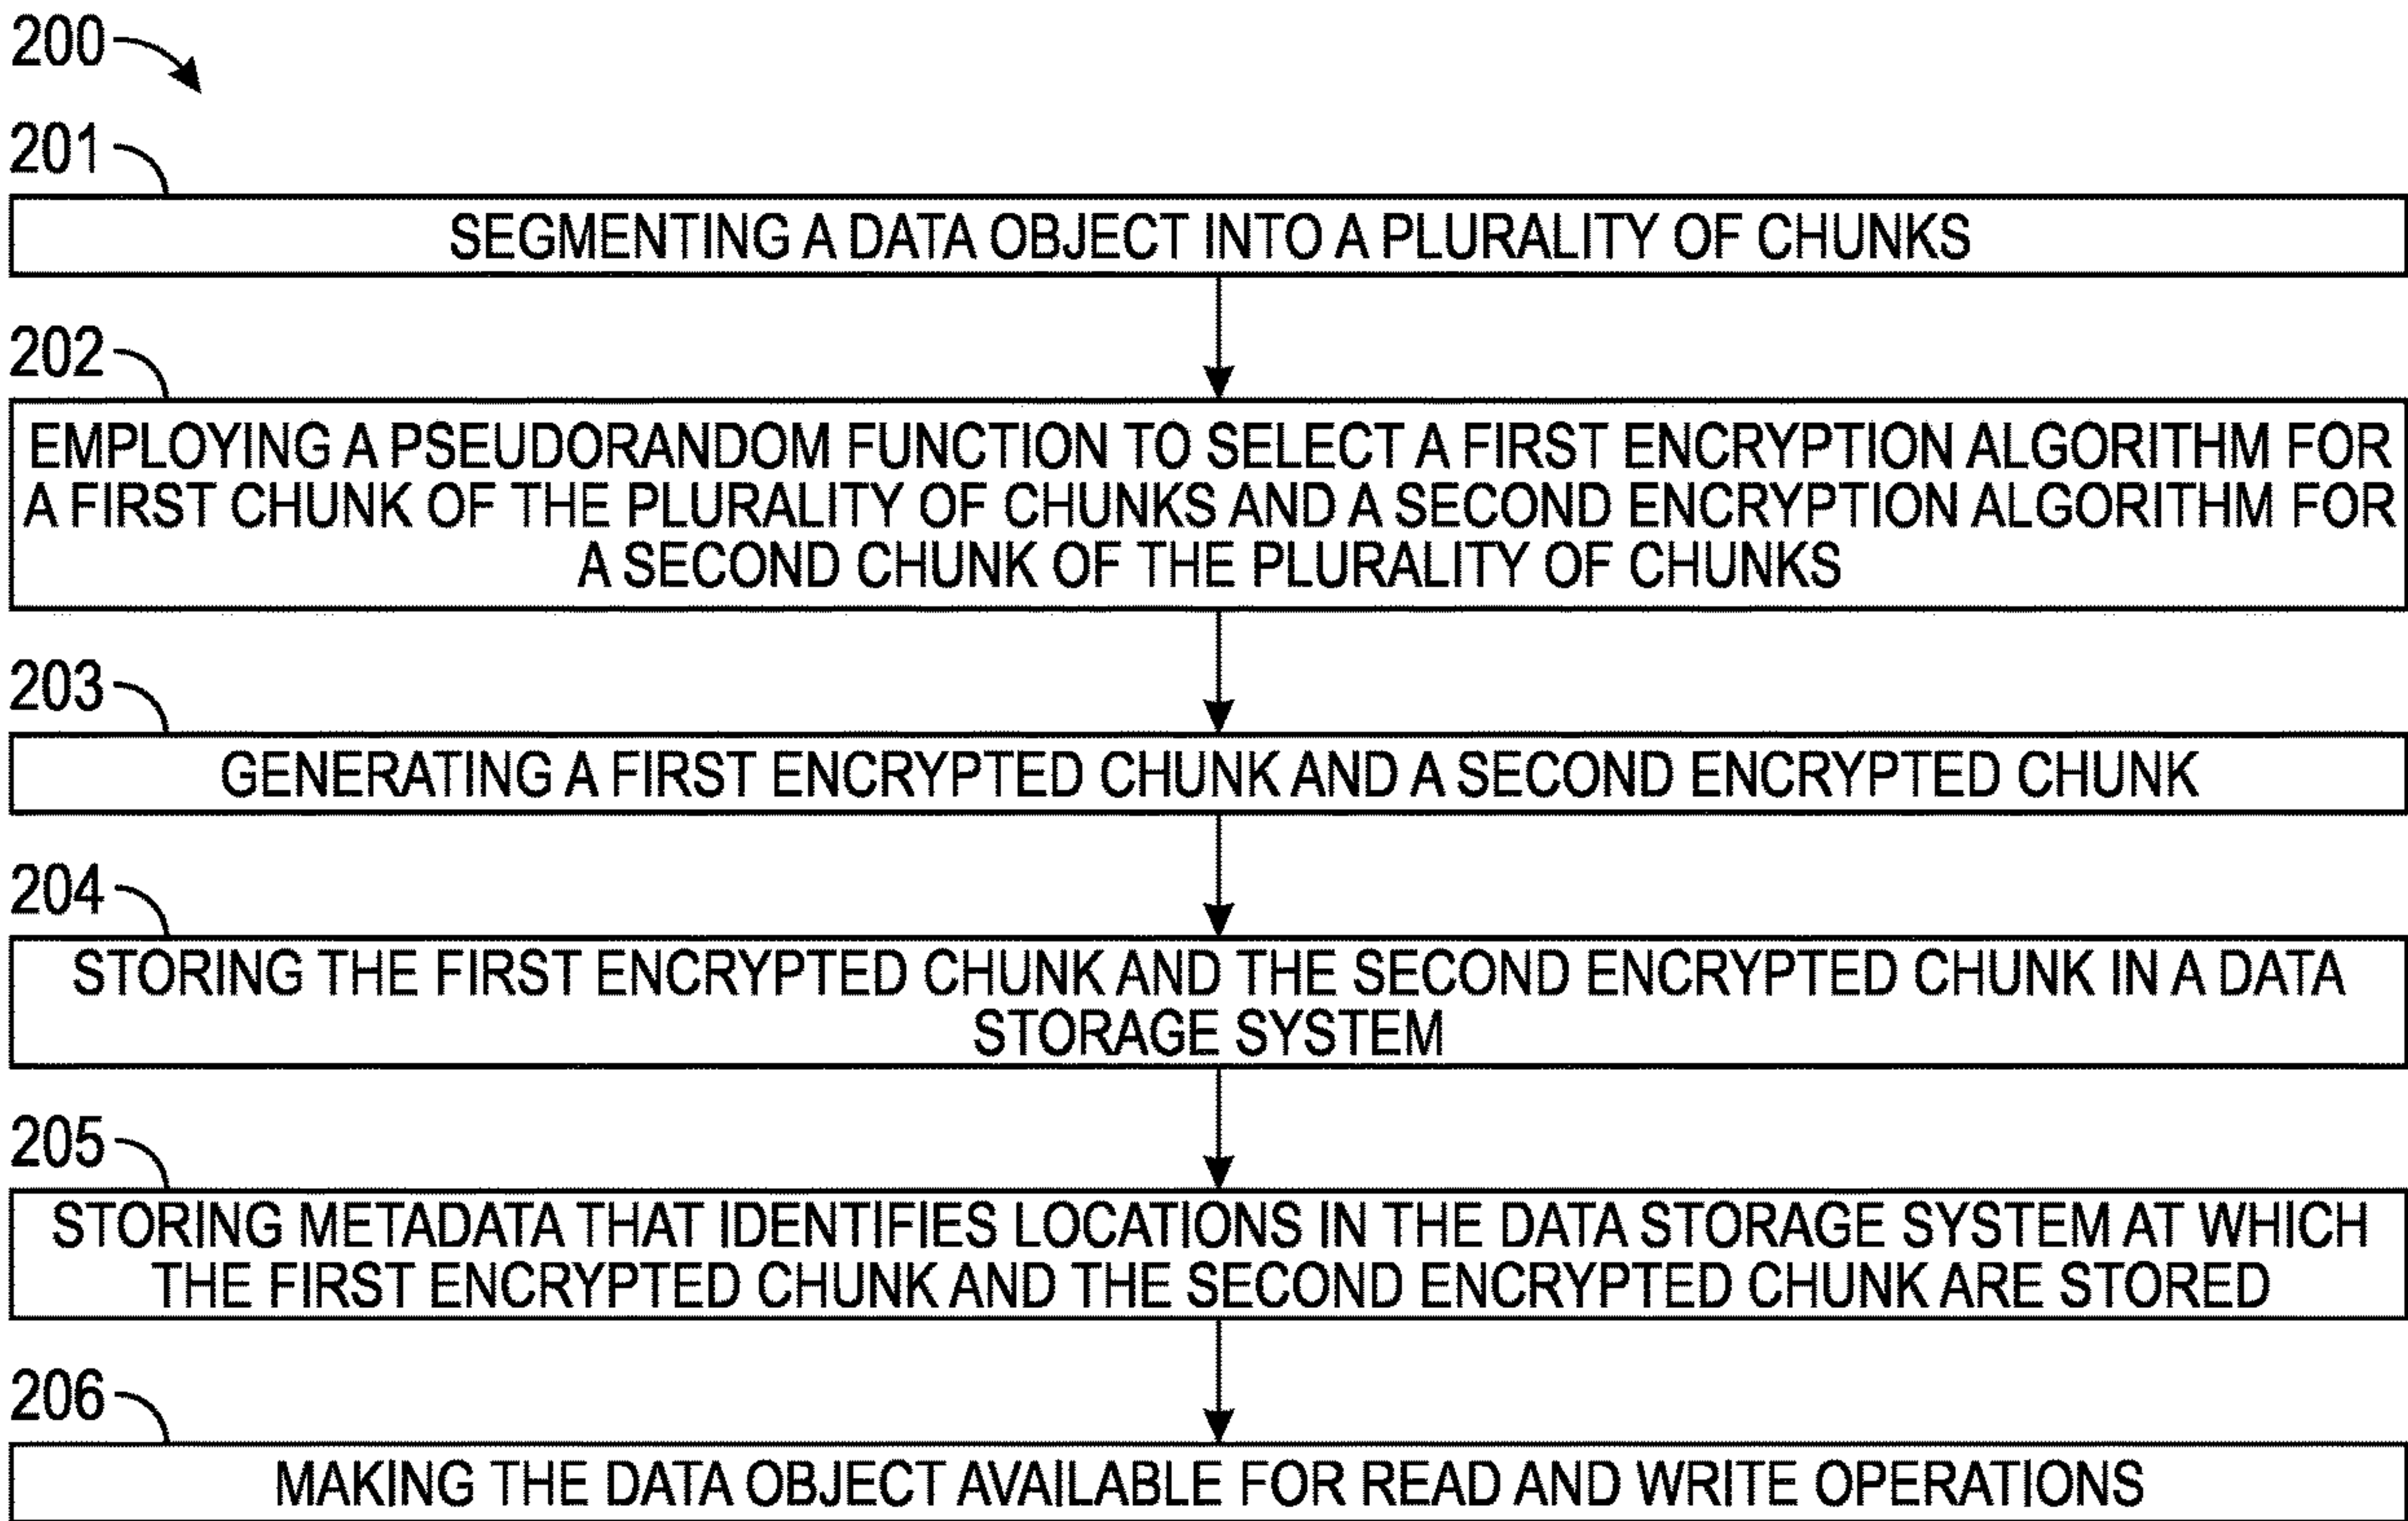 200
201
SEGMENTING A DATA OBJECT INTO A PLURALITY OF CHUNKS
202
EMPLOYING A PSEUDORANDOM FUNCTION TO SELECT A FIRST ENCRYPTION ALGORITHM FOR
A FIRST CHUNK OF THE PLURALITY OF CHUNKS AND A SECOND ENCRYPTION ALGORITHM FOR
A SECOND CHUNK OF THE PLURALITY OF CHUNKS
203
GENERATING A FIRST ENCRYPTED CHUNK AND A SECOND ENCRYPTED CHUNK
204
STORING THE FIRST ENCRYPTED CHUNK AND THE SECOND ENCRYPTED CHUNK IN A DATA
STORAGE SYSTEM
205
STORING METADATA THAT IDENTIFIES LOCATIONS IN THE DATA STORAGE SYSTEM AT WHICH
THE FIRST ENCRYPTED CHUNK AND THE SECOND ENCRYPTED CHUNK ARE STORED
206
MAKING THE DATA OBJECT AVAILABLE FOR READ AND WRITE OPERATIONS